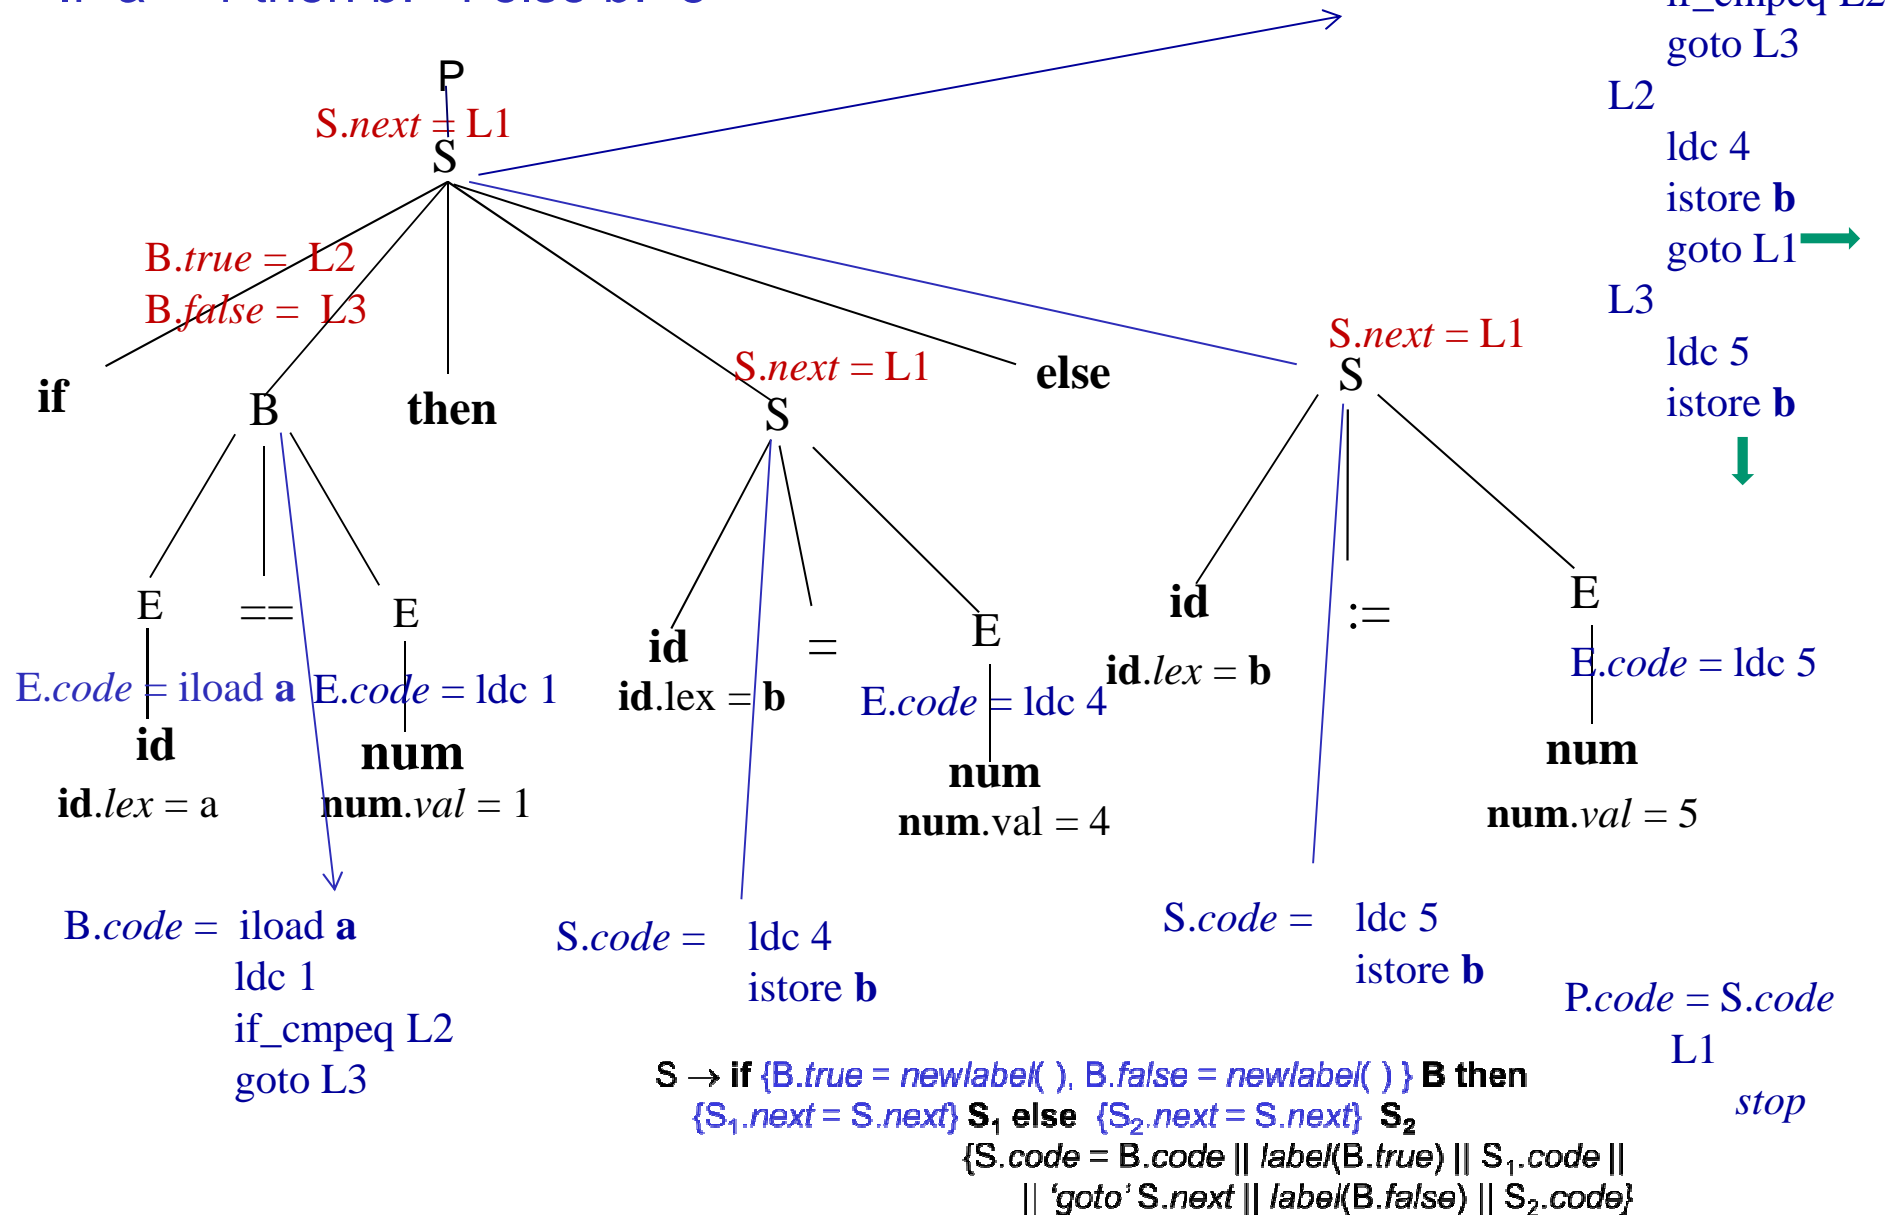 P
S.next = L1
S
B.true = L2
B.false = L3
if
B
then
S.next = L1
S
else
S.next = L1
S
goto L3
L2
ldc 4
istore b
goto L1
L3
ldc 5
istore b
E
==
E
E.code = iload a
E.code = ldc 1
id
num
id.lex = a
num.val = 1
id
=
E
id.lex = b
E.code = ldc 4
num
num.val = 4
id
:=
E
id.lex = b
E.code = ldc 5
num
num.val = 5
B.code = iload a
ldc 1
if_cmpeq L2
goto L3
S.code = ldc 4
istore b
S.code = ldc 5
istore b
P.code = S.code
L1
stop
S → if {B.true = newlabel( ), B.false = newlabel( ) } B then
{S₁.next = S.next} S₁ else {S₂.next = S.next} S₂
{S.code = B.code || label(B.true) || S₁.code ||
|| ‘goto’ S.next || label(B.false) || S₂.code}